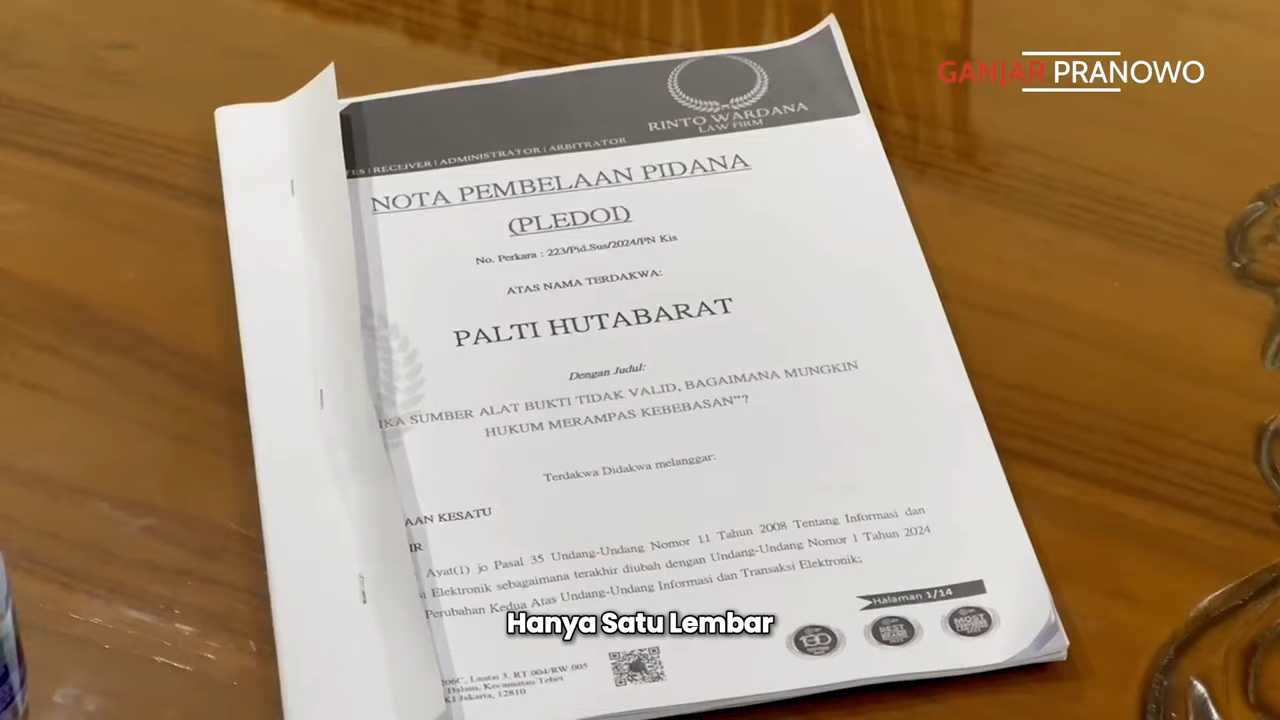 GANJAR PRANOWO
RINTO WARDANA
LAW FIRM
RECEIVER | ADMINISTRATOR | ARBITRATOR
NOTA PEMBELAAN PIDANA
(PLEDOI)
No. Perkara : 223/Pid.Sus/2024/PN Kis
ATAS NAMA TERDAKWA:
PALTI HUTABARAT
Dengan Judul:
SUMBER ALAT BUKTI TIDAK VALID, BAGAIMANA MUNGKIN
HUKUM MERAMPAS KEBEBASAN"?
Terdakwa Didakwa melanggar:
AAN KESATU
IR
Ayat(1) jo Pasal 35 Undang-Undang Nomor 11 Tahun 2008 Tentang Informasi dan
Elektronik sebagaimana terakhir diubah dengan Undang-Undang Nomor 1 Tahun 2024
Perubahan Kedua Atas Undang-Undang Informasi dan Transaksi Elektronik;
Halaman 1/14
Hanya Satu Lembar
206C, Lantai 3, RT 004/RW 005
Dalam, Kecamatan Tebet
KI Jakarta, 12810